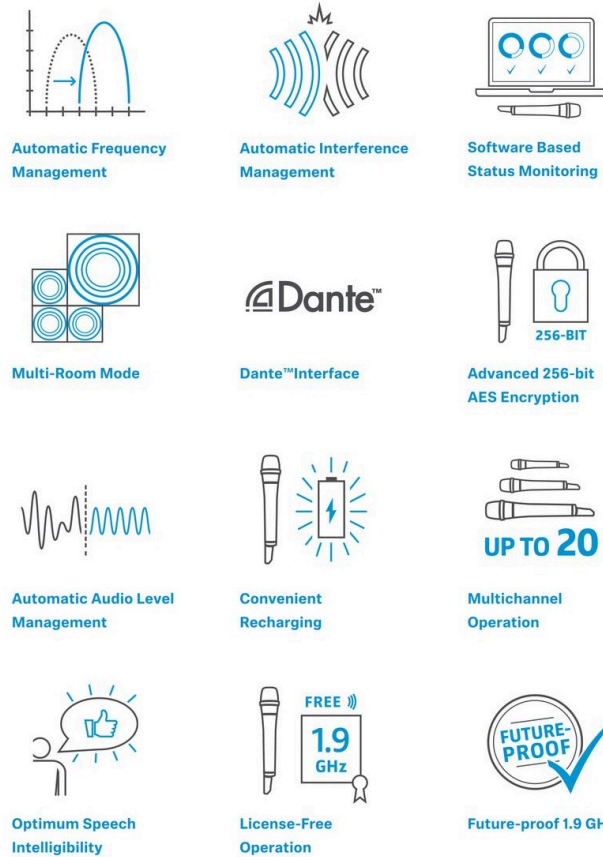 Automatic Frequency
Management
Automatic Interference
Management
Software Based
Status Monitoring
Multi-Room Mode
Dante™
Dante™Interface
256-BIT
Advanced 256-bit
AES Encryption
Automatic Audio Level
Management
Convenient
Recharging
UP TO 20
Multichannel
Operation
Optimum Speech
Intelligibility
FREE
1.9
GHz
License-Free
Operation
FUTURE-
PROOF
Future-proof 1.9